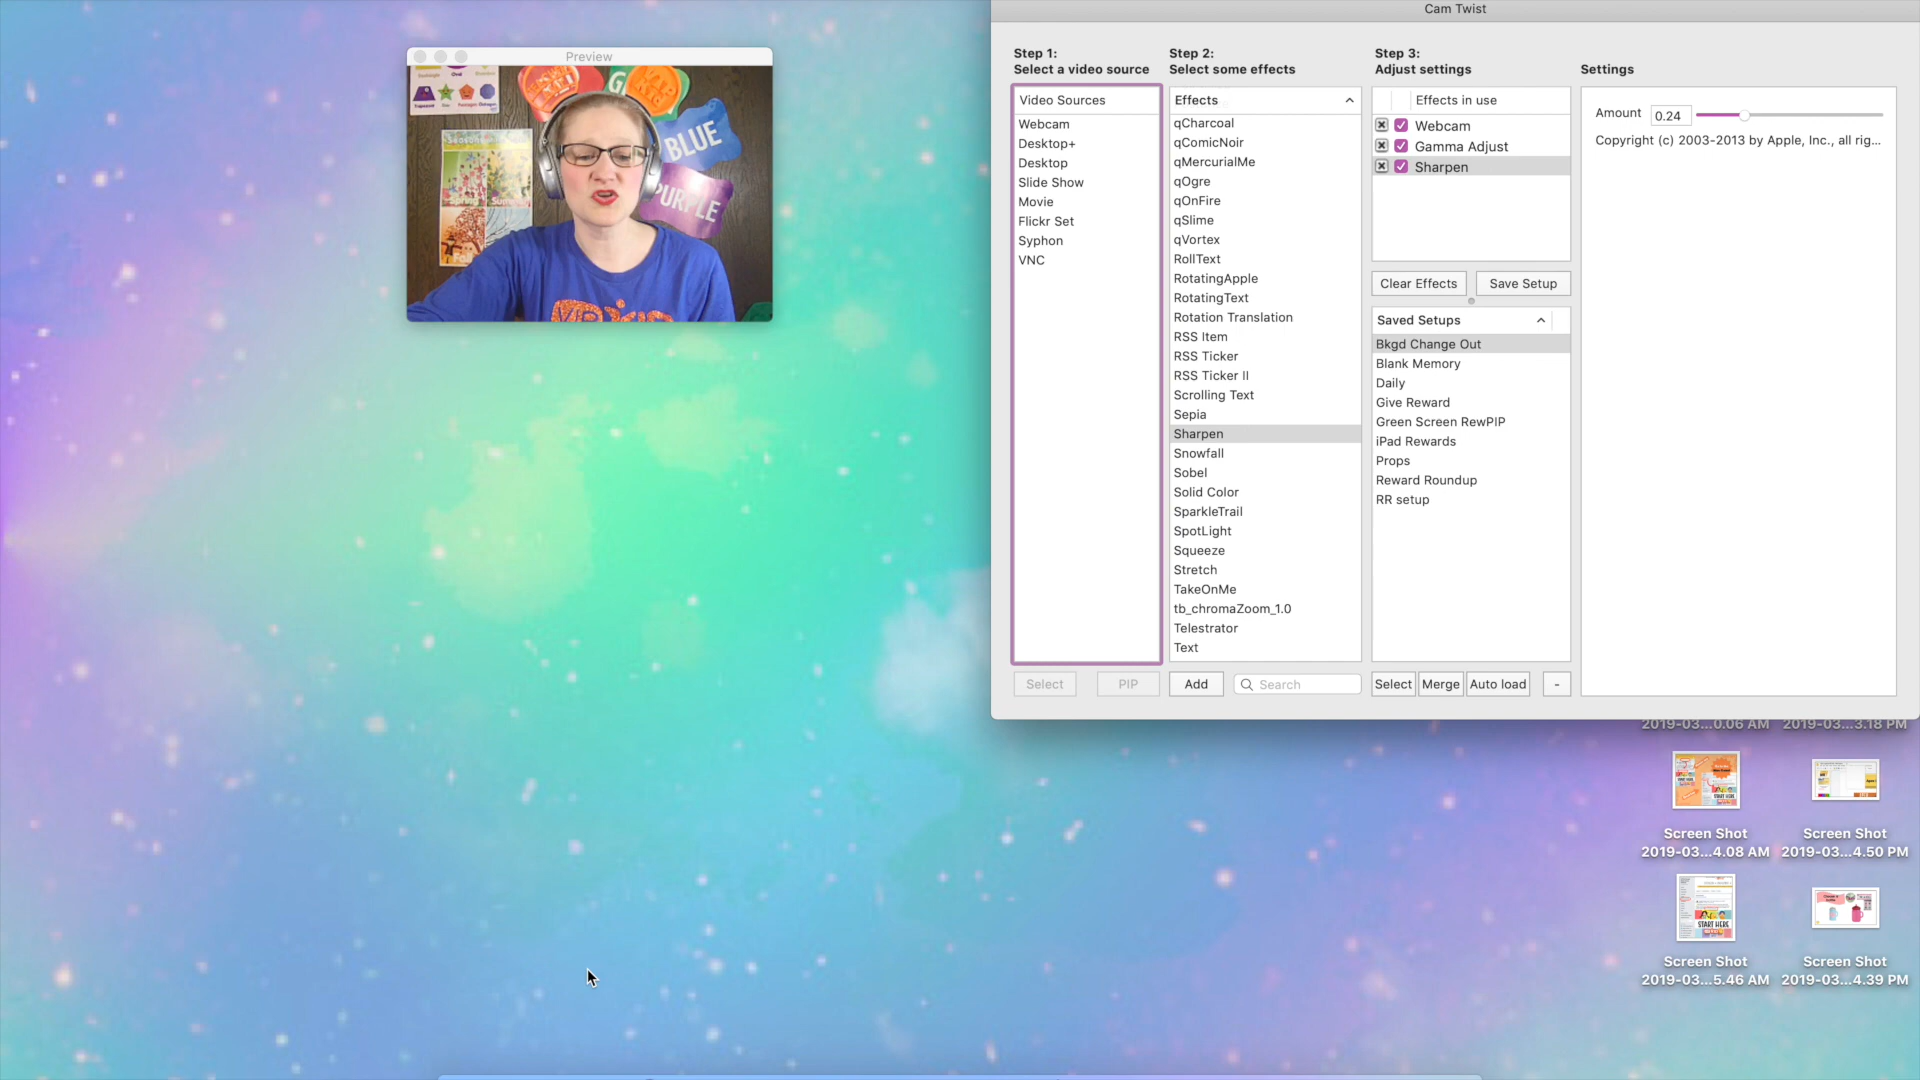 Cam Twist
Preview
BLUE
PURPLE
Spring
Fall
Step 1:
Select a video source
Video Sources
Webcam
Desktop+
Desktop
Slide Show
Movie
Flickr Set
Syphon
VNC
Select
PIP
Step 2:
Select some effects
Effects
qCharcoal
qComicNoir
qMercurialMe
qOgre
qOnFire
qSlime
qVortex
RollText
RotatingApple
RotatingText
Rotation Translation
RSS Item
RSS Ticker
RSS Ticker II
Scrolling Text
Sepia
Sharpen
Snowfall
Sobel
Solid Color
SparkleTrail
SpotLight
Squeeze
Stretch
TakeOnMe
tb_chromaZoom_1.0
Telestrator
Text
Add
Search
Step 3:
Adjust settings
Effects in use
Webcam
Gamma Adjust
Sharpen
Clear Effects
Save Setup
Saved Setups
Bkgd Change Out
Blank Memory
Daily
Give Reward
Green Screen RewPIP
iPad Rewards
Props
Reward Roundup
RR setup
Select
Merge
Auto load
-
Settings
Amount 0.24
Copyright (c) 2003-2013 by Apple, Inc., all rig...
2019-03...0.06 AM
2019-03...3.18 PM
Screen Shot
2019-03...4.08 AM
Screen Shot
2019-03...4.50 PM
START HERE
Screen Shot
2019-03...5.46 AM
Screen Shot
2019-03...4.39 PM